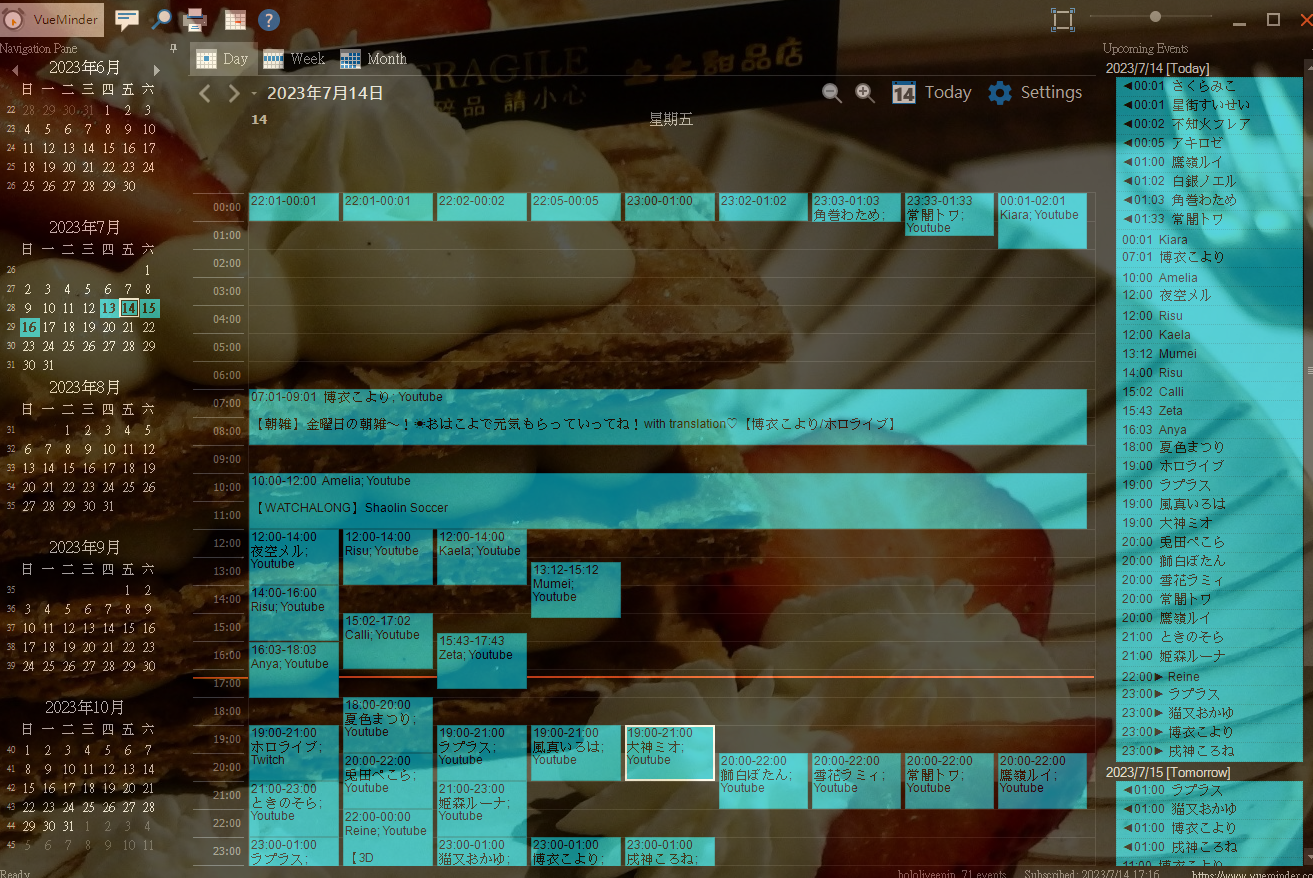 VueMinder
Navigation Pane
2023年6月
日 一 二 三 四 五 六
22 28 29 30 31 1 2 3
23 4 5 6 7 8 9 10
24 11 12 13 14 15 16 17
25 18 19 20 21 22 23 24
26 25 26 27 28 29 30
2023年7月
日 一 二 三 四 五 六
26 1
27 2 3 4 5 6 7 8
28 9 10 11 12 13 14 15
29 16 17 18 19 20 21 22
30 23 24 25 26 27 28 29
31 30 31
2023年8月
日 一 二 三 四 五 六
31 1 2 3 4 5
32 6 7 8 9 10 11 12
33 13 14 15 16 17 18 19
34 20 21 22 23 24 25 26
35 27 28 29 30 31
2023年9月
日 一 二 三 四 五 六
35 1 2
36 3 4 5 6 7 8 9
37 10 11 12 13 14 15 16
38 17 18 19 20 21 22 23
39 24 25 26 27 28 29 30
2023年10月
日 一 二 三 四 五 六
40 1 2 3 4 5 6 7
41 8 9 10 11 12 13 14
42 15 16 17 18 19 20 21
43 22 23 24 25 26 27 28
44 29 30 31 1 2 3 4
45 5 6 7 8 9 10 11
Day Week Month
FRAGILE
甜品店
碎品 請小心
2023年7月14日
14 Today Settings
14 星期五
00:00
01:00
02:00
03:00
04:00
05:00
06:00
07:00
08:00
09:00
10:00
11:00
12:00
13:00
14:00
15:00
16:00
17:00
18:00
19:00
20:00
21:00
22:00
23:00
22:01-00:01
22:01-00:01
22:02-00:02
22:05-00:05
23:00-01:00
23:02-01:02
23:03-01:03
角巻わため;
23:33-01:33
常闇トワ;
Youtube
00:01-02:01
Kiara; Youtube
07:01-09:01 博衣こより; Youtube
【朝雑】金曜日の朝雑～！☀おはこよで元気もらっていってね！with translation♡【博衣こより/ホロライブ】
10:00-12:00 Amelia; Youtube
【WATCHALONG】Shaolin Soccer
12:00-14:00
夜空メル;
Youtube
12:00-14:00
Risu; Youtube
12:00-14:00
Kaela; Youtube
13:12-15:12
Mumei;
Youtube
14:00-16:00
Risu; Youtube
15:02-17:02
Calli; Youtube
15:43-17:43
Zeta; Youtube
16:03-18:03
Anya; Youtube
18:00-20:00
夏色まつり;
Youtube
19:00-21:00
ホロライブ;
Twitch
19:00-21:00
ラプラス;
Youtube
19:00-21:00
風真いろは;
Youtube
19:00-21:00
大神ミオ;
Youtube
20:00-22:00
兎田ぺこら;
Youtube
20:00-22:00
獅白ぼたん;
Youtube
20:00-22:00
雪花ラミィ;
Youtube
20:00-22:00
常闇トワ;
Youtube
20:00-22:00
鷹嶺ルイ;
Youtube
21:00-23:00
ときのそら;
Youtube
21:00-23:00
姫森ルーナ;
Youtube
22:00-00:00
Reine; Youtube
【3D
23:00-01:00
ラプラス;
23:00-01:00
猫又おかゆ;
23:00-01:00
博衣こより;
23:00-01:00
戌神ころね;
Upcoming Events
2023/7/14 [Today]
◀00:01 さくらみこ
◀00:01 星街すいせい
◀00:02 不知火フレア
◀00:05 アキロゼ
◀01:00 鷹嶺ルイ
◀01:02 白銀ノエル
◀01:03 角巻わため
◀01:33 常闇トワ
00:01 Kiara
07:01 博衣こより
10:00 Amelia
12:00 夜空メル
12:00 Risu
12:00 Kaela
13:12 Mumei
14:00 Risu
15:02 Calli
15:43 Zeta
16:03 Anya
18:00 夏色まつり
19:00 ホロライブ
19:00 ラプラス
19:00 風真いろは
19:00 大神ミオ
20:00 兎田ぺこら
20:00 獅白ぼたん
20:00 雪花ラミィ
20:00 常闇トワ
20:00 鷹嶺ルイ
21:00 ときのそら
21:00 姫森ルーナ
22:00▶ Reine
23:00▶ ラプラス
23:00▶ 猫又おかゆ
23:00▶ 博衣こより
23:00▶ 戌神ころね
2023/7/15 [Tomorrow]
◀01:00 ラプラス
◀01:00 猫又おかゆ
◀01:00 博衣こより
◀01:00 戌神ころね
11:00 博衣こより
Ready
hololiveenjp, 71 events
Subscribed: 2023/7/14 17:16
https://www.vueminder.co